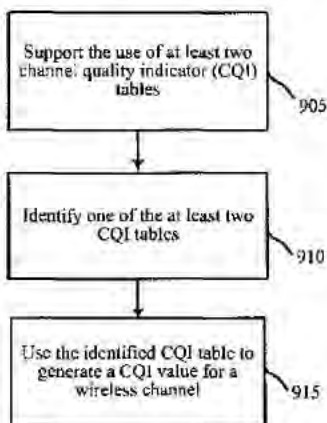 Support the use of at least two
channel quality indicator (CQI)
tables
905
Identify one of the at least two
CQI tables
910
Use the identified CQI table to
generate a CQI value for a
wireless channel
915